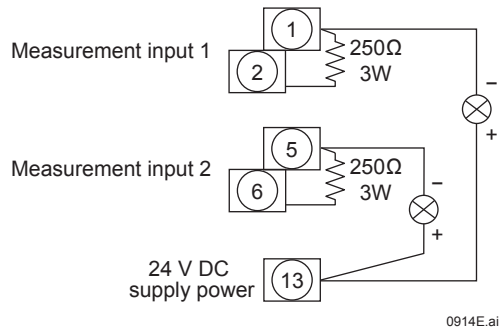 Measurement input 1
1
2
250Ω
3W
−
+
Measurement input 2
5
6
250Ω
3W
−
+
24 V DC
supply power
13
0914E.ai